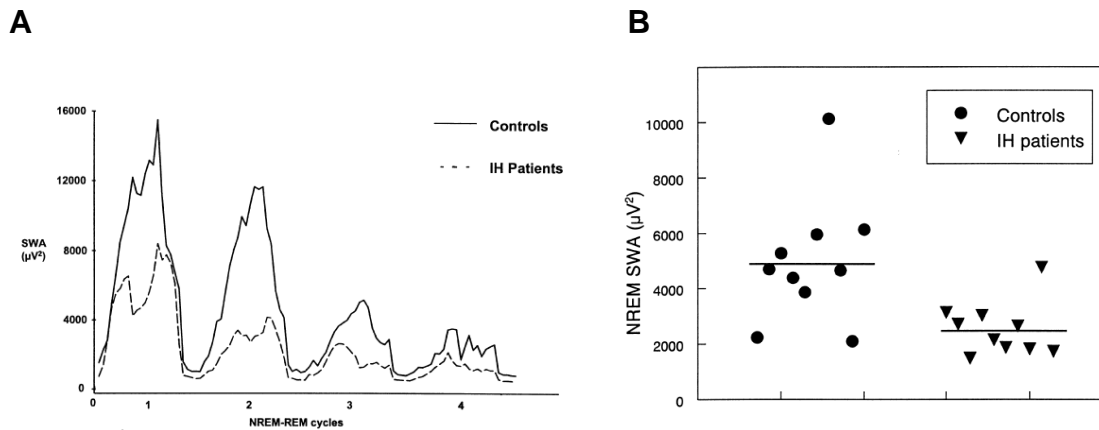 A
16000
12000
8000
4000
0
SWA
(µV²)
0
1
2
3
4
NREM-REM cycles
Controls
IH Patients
B
10000
8000
6000
4000
2000
0
NREM SWA (µV²)
Controls
IH patients